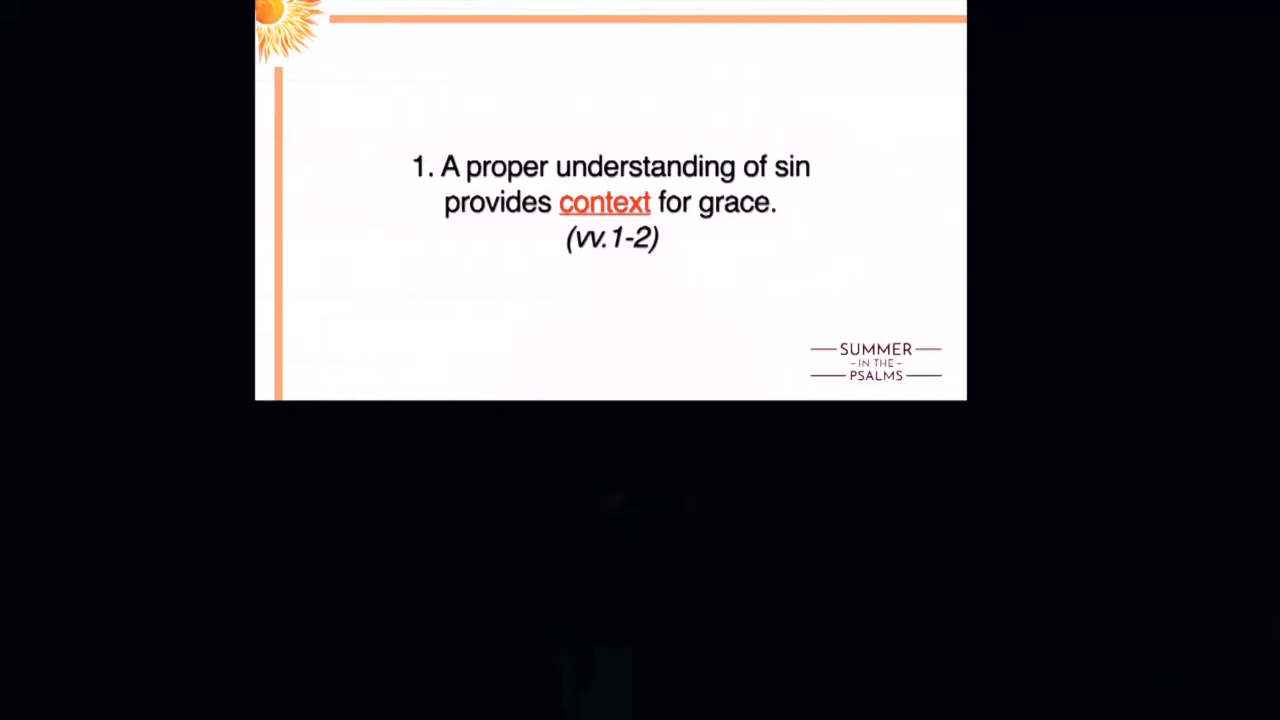 1. A proper understanding of sin
provides context for grace.
(vv.1-2)
SUMMER
IN THE
PSALMS